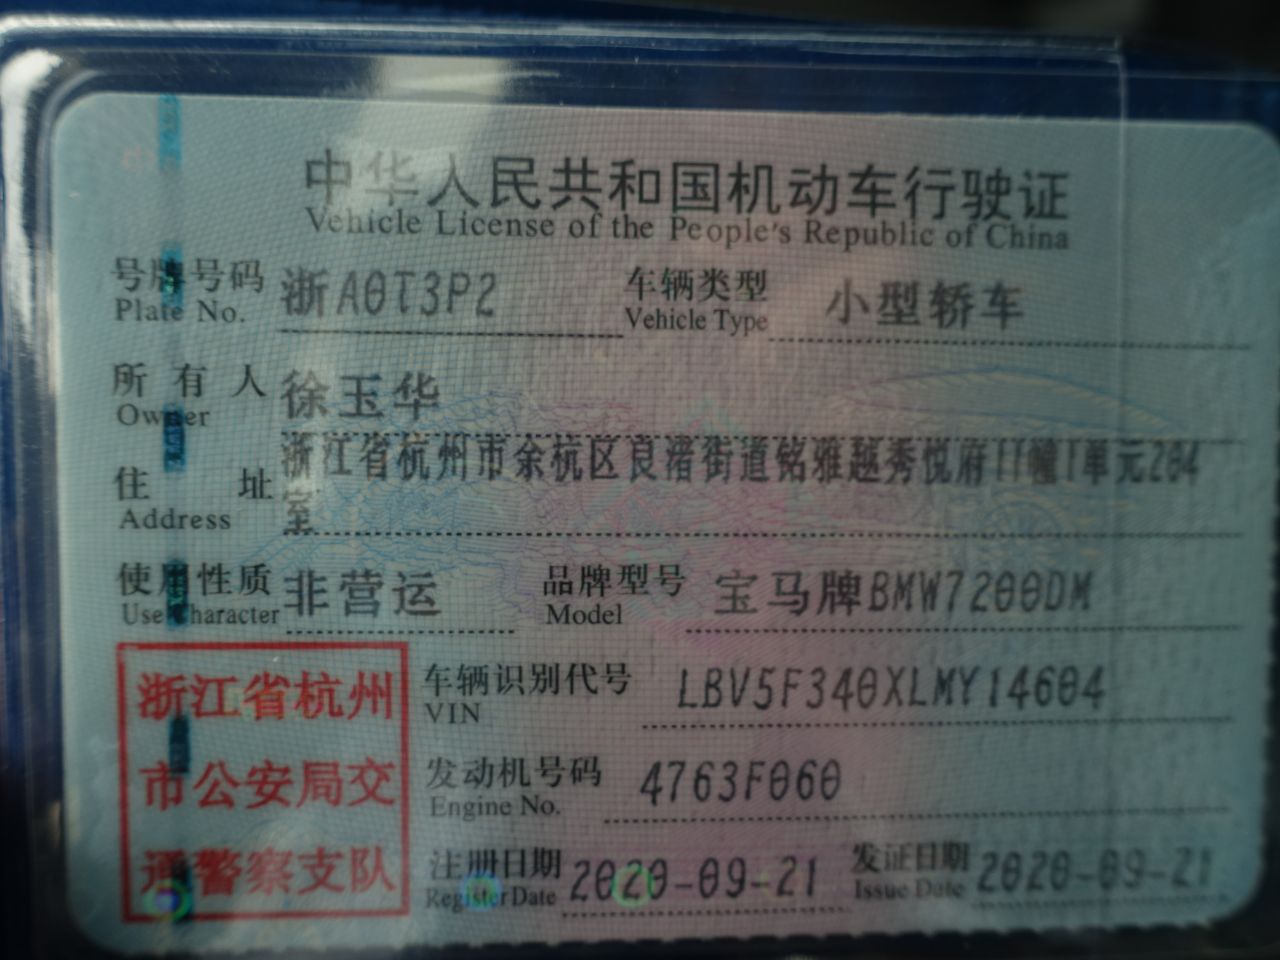 中华人民共和国机动车行驶证
Vehicle License of the People's Republic of China
号牌号码 浙A0T3P2 车辆类型 小型轿车
Plate No. Vehicle Type
所有人 徐玉华
Owner
浙江省杭州市余杭区良渚街道铭雅越秀悦府11幢1单元204
住址 室
Address
使用性质 非营运 品牌型号 宝马牌BMW7200DM
Use Character Model
浙江省杭州 车辆识别代号 LBV5F340XLMY14604
VIN
市公安局交 发动机号码 4763F060
Engine No.
通警察支队 注册日期 2020-09-21 发证日期 2020-09-21
Register Date Issue Date